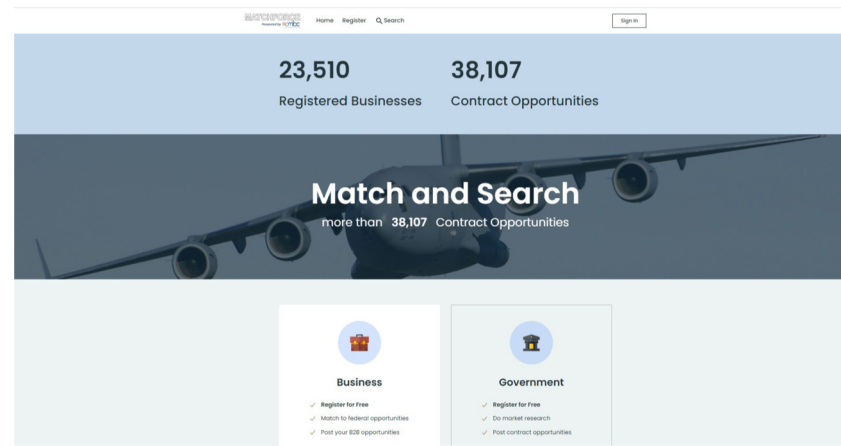 MATCHFORCE
Home Register Search Sign In
Powered by
23,510 38,107
Registered Businesses Contract Opportunities
Match and Search
more than 38,107 Contract Opportunities
Business Government
Register for Free Register for Free
Match to federal opportunities Do market research
Post your B2B opportunities Post contract opportunities